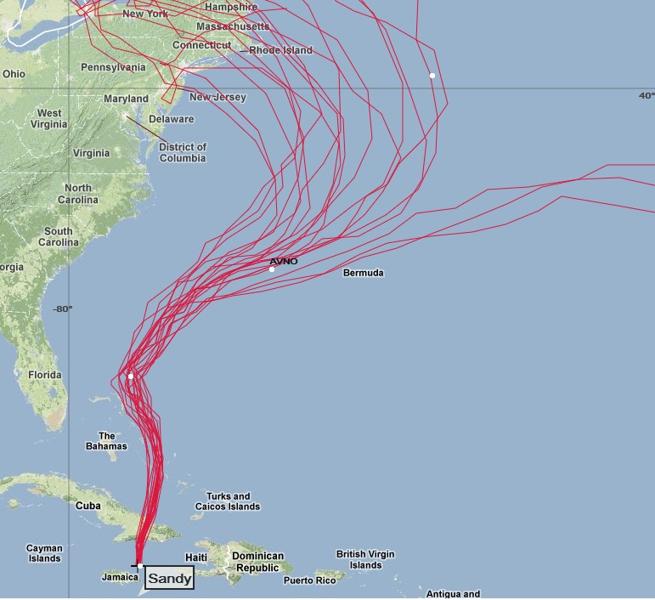 Hampshire
New York
Massachusetts
Connecticut
Rhode Island
Pennsylvania
Ohio
Maryland
New Jersey
40°
West
Virginia
Delaware
District of
Columbia
Virginia
North
Carolina
South
Carolina
AVNO
orgia
Bermuda
-80°
Florida
The
Bahamas
Turks and
Caicos Islands
Cuba
Cayman
Islands
Haiti
Dominican
Republic
British Virgin
Islands
Jamaica
Sandy
Puerto Rico
Antigua and